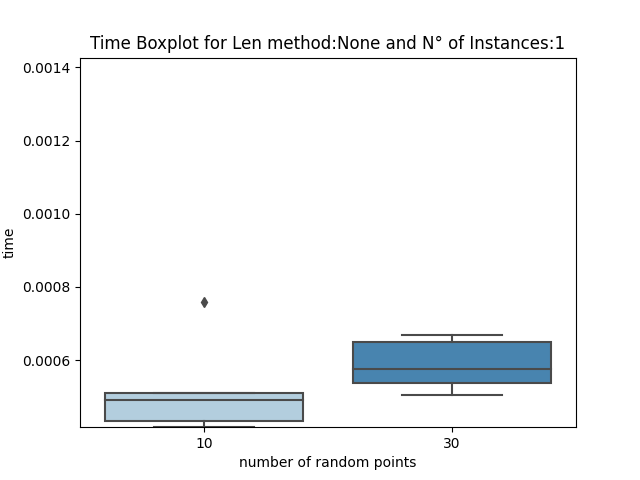 Time Boxplot for Len method:None and N° of Instances:1
0.0014
0.0012
0.0010
0.0008
0.0006
time
10
30
number of random points